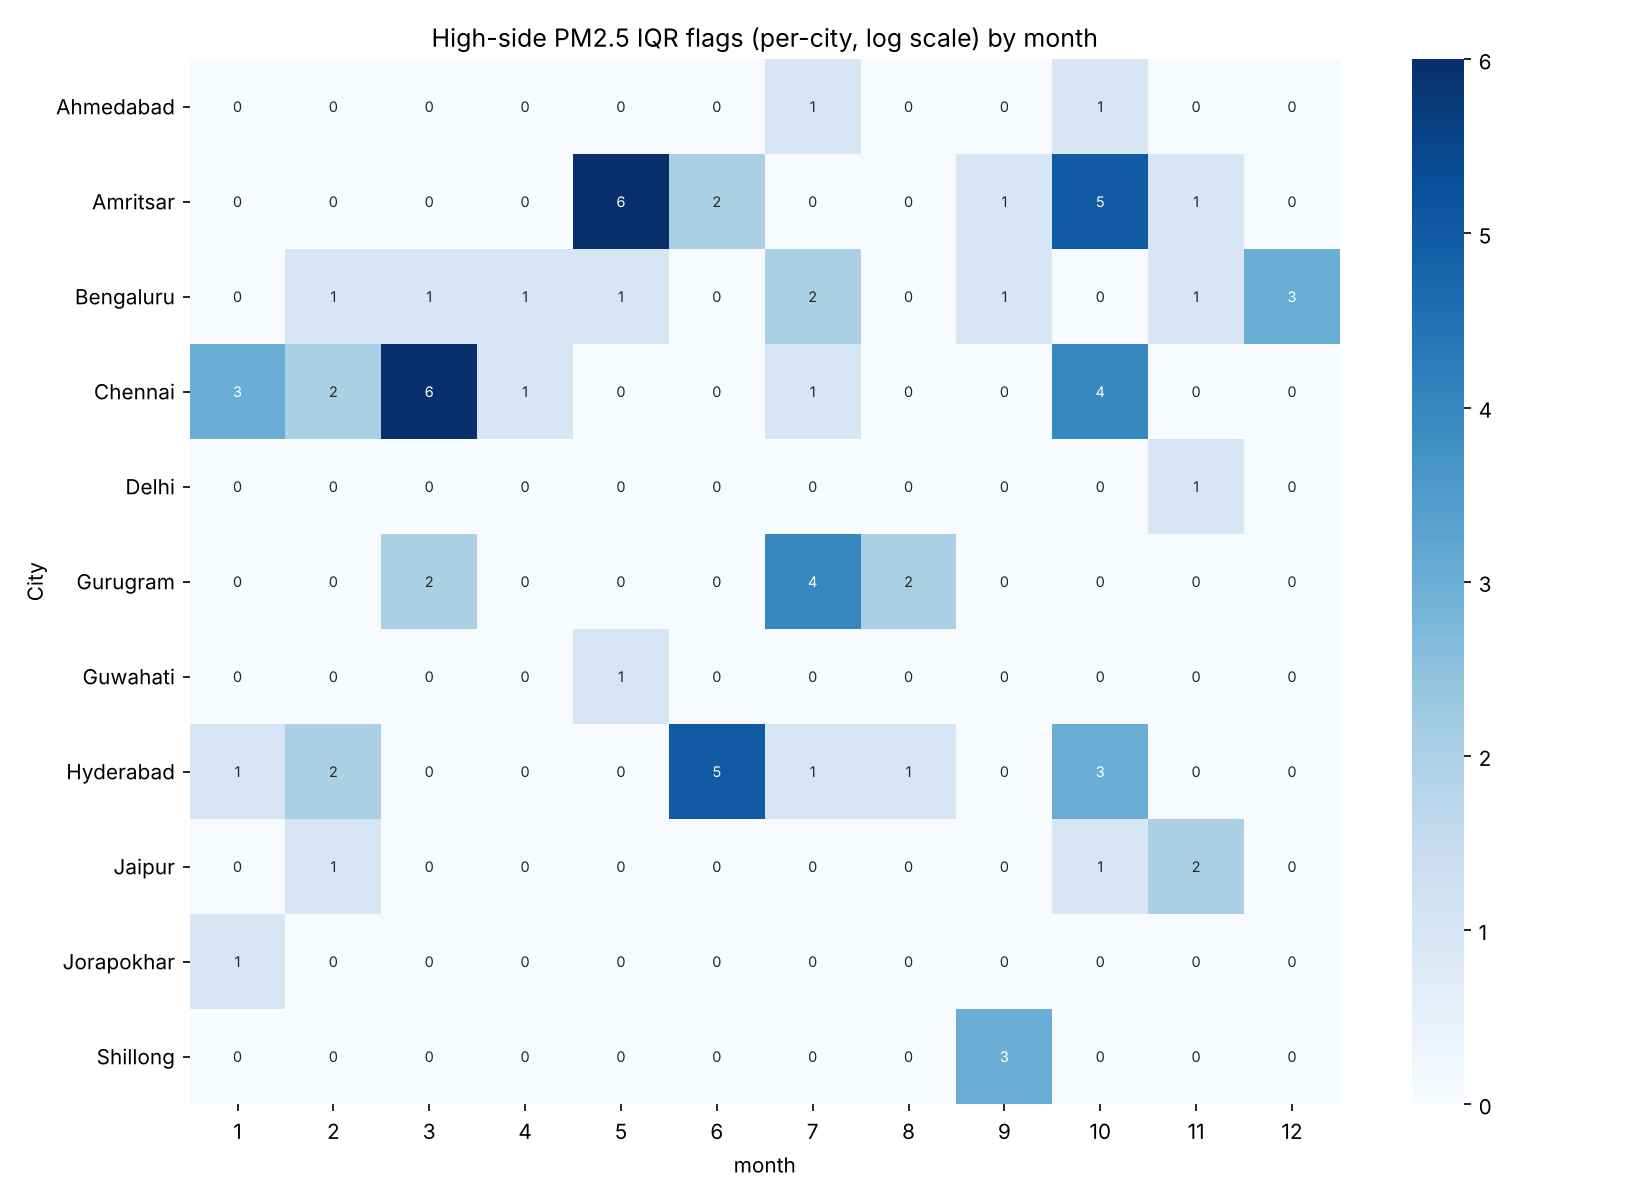 High-side PM2.5 IQR flags (per-city, log scale) by month
Ahmedabad 0 0 0 0 0 0 1 0 0 1 0 0
Amritsar 0 0 0 0 6 2 0 0 1 5 1 0
Bengaluru 0 1 1 1 1 0 2 0 1 0 1 3
Chennai 3 2 6 1 0 0 1 0 0 4 0 0
Delhi 0 0 0 0 0 0 0 0 0 0 1 0
Gurugram 0 0 2 0 0 0 4 2 0 0 0 0
Guwahati 0 0 0 0 1 0 0 0 0 0 0 0
Hyderabad 1 2 0 0 0 5 1 1 0 3 0 0
Jaipur 0 1 0 0 0 0 0 0 0 1 2 0
Jorapokhar 1 0 0 0 0 0 0 0 0 0 0 0
Shillong 0 0 0 0 0 0 0 0 3 0 0 0
1 2 3 4 5 6 7 8 9 10 11 12
month
City
6
5
4
3
2
1
0